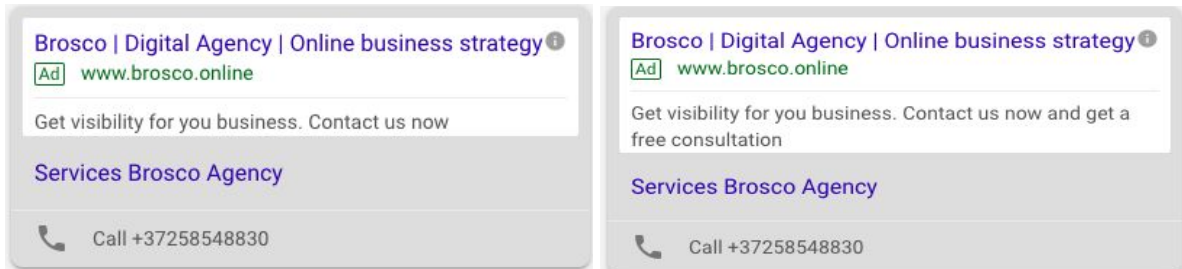 Brosco | Digital Agency | Online business strategy
Ad www.brosco.online
Get visibility for you business. Contact us now
Services Brosco Agency
Call +37258548830
Brosco | Digital Agency | Online business strategy
Ad www.brosco.online
Get visibility for you business. Contact us now and get a
free consultation
Services Brosco Agency
Call +37258548830